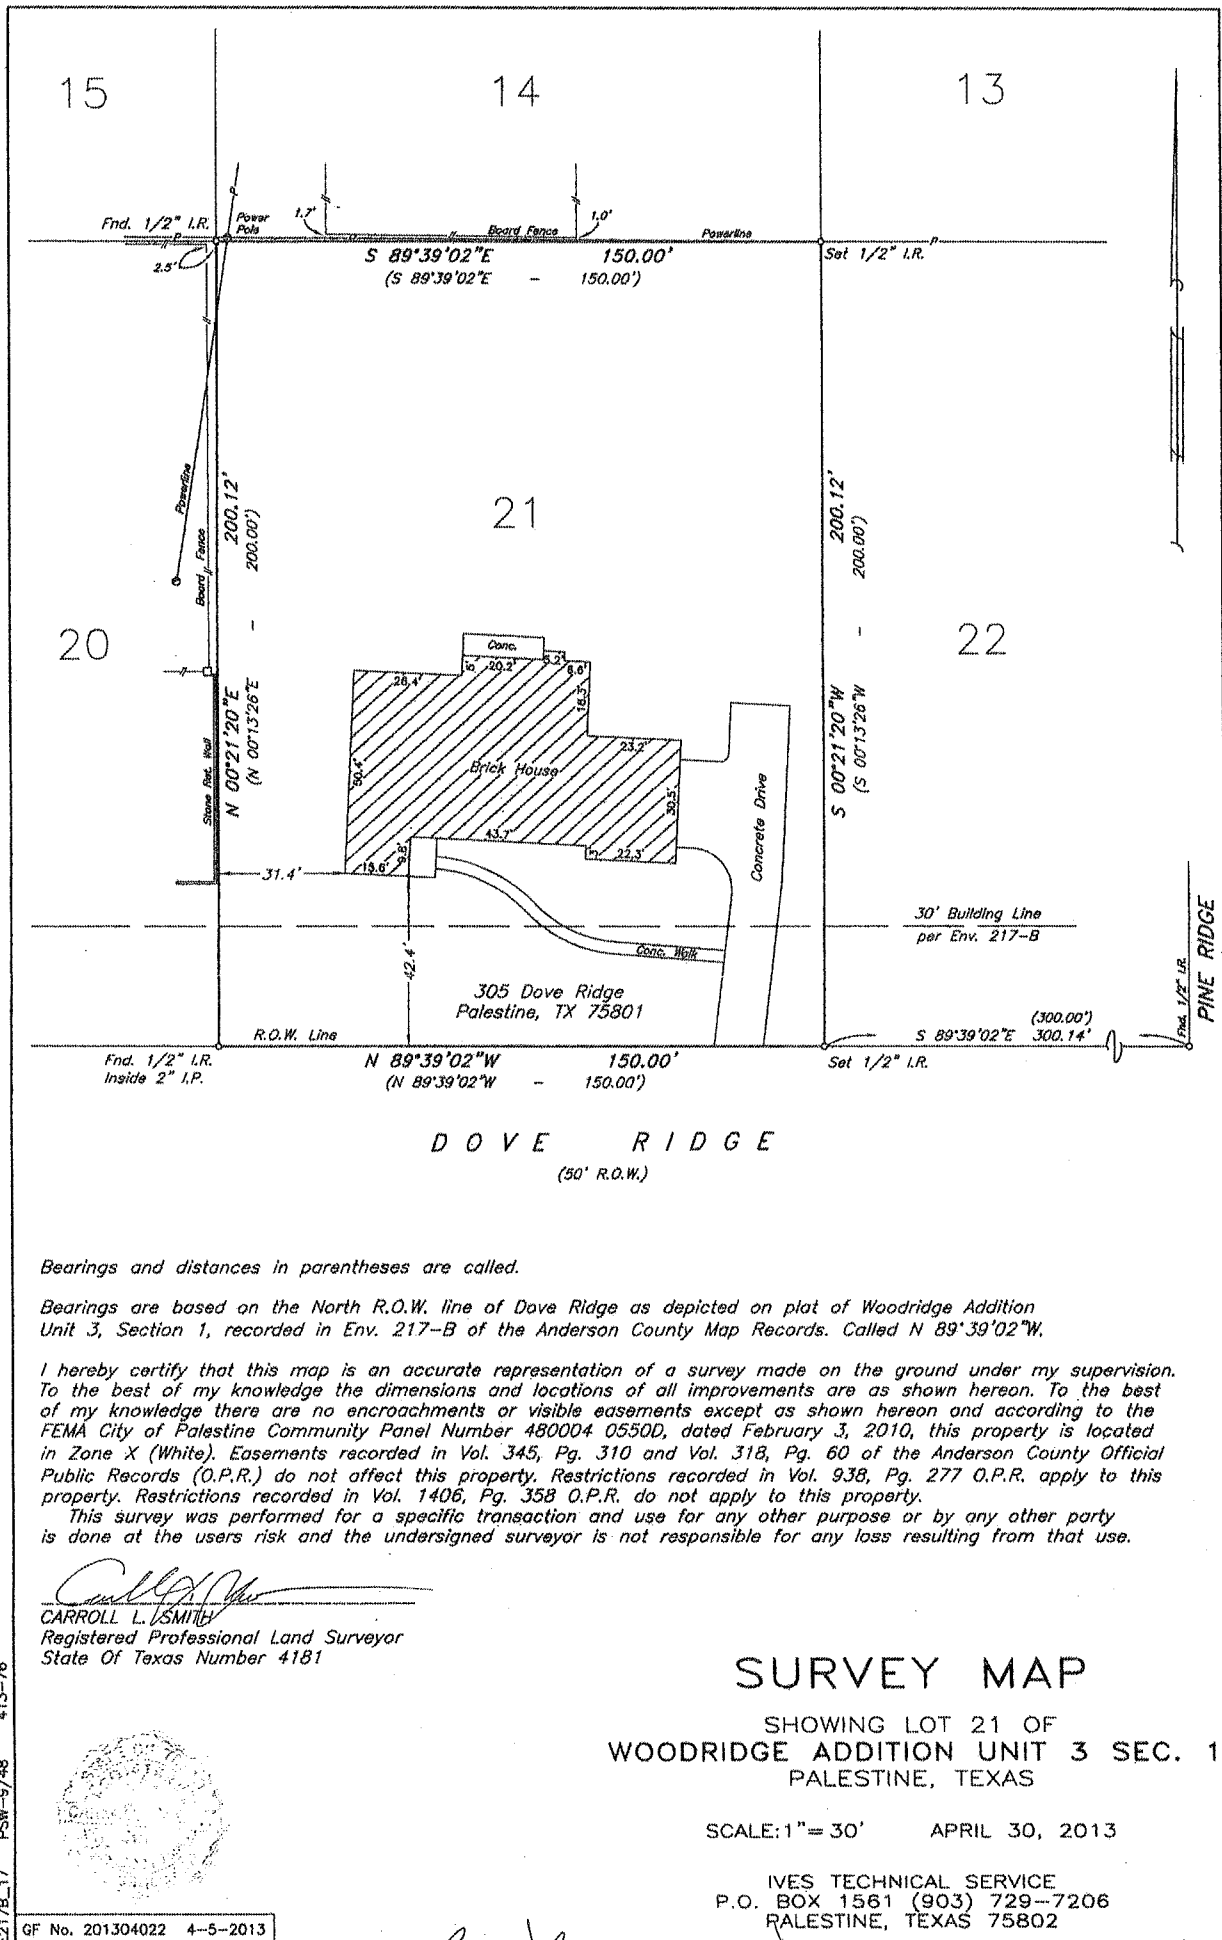 15
14
13
Fnd. 1/2" I.R.
Power
Pole
1.7'
Board Fence
1.0'
Powerline
2.5'
S 89°39'02"E 150.00'
(S 89°39'02"E - 150.00')
Set 1/2" I.R.
Powerline
Board Fence
200.12'
N 00°21'20"E
200.00')
-
(N 00°13'26"E
21
200.12'
S 00°21'20"W
200.00')
-
(S 00°13'26"W
20
22
Conc.
20.2'
5.2'
6.6'
26.4'
18.3'
23.2'
50.4'
Brick House
30.5'
43.7'
22.3'
9.8'
15.6'
Stone Ret. Wall
31.4'
Concrete Drive
Conc. Walk
42.4'
30' Building Line
per Env. 217-B
305 Dove Ridge
Palestine, TX 75801
PINE RIDGE
Fnd. 1/2" I.R.
(300.00')
S 89°39'02"E 300.14'
R.O.W. Line
Fnd. 1/2" I.R.
Inside 2" I.P.
N 89°39'02"W 150.00'
(N 89°39'02"W - 150.00')
Set 1/2" I.R.
DOVE RIDGE
(50' R.O.W.)
Bearings and distances in parentheses are called.
Bearings are based on the North R.O.W. line of Dove Ridge as depicted on plat of Woodridge Addition
Unit 3, Section 1, recorded in Env. 217-B of the Anderson County Map Records. Called N 89°39'02"W.
I hereby certify that this map is an accurate representation of a survey made on the ground under my supervision.
To the best of my knowledge the dimensions and locations of all improvements are as shown hereon. To the best
of my knowledge there are no encroachments or visible easements except as shown hereon and according to the
FEMA City of Palestine Community Panel Number 480004 0550D, dated February 3, 2010, this property is located
in Zone X (White). Easements recorded in Vol. 345, Pg. 310 and Vol. 318, Pg. 60 of the Anderson County Official
Public Records (O.P.R.) do not affect this property. Restrictions recorded in Vol. 938, Pg. 277 O.P.R. apply to this
property. Restrictions recorded in Vol. 1406, Pg. 358 O.P.R. do not apply to this property.
This survey was performed for a specific transaction and use for any other purpose or by any other party
is done at the users risk and the undersigned surveyor is not responsible for any loss resulting from that use.
CARROLL L. SMITH
Registered Professional Land Surveyor
State Of Texas Number 4181
SURVEY MAP
SHOWING LOT 21 OF
WOODRIDGE ADDITION UNIT 3 SEC. 1
PALESTINE, TEXAS
SCALE: 1"= 30' APRIL 30, 2013
IVES TECHNICAL SERVICE
P.O. BOX 1561 (903) 729-7206
PALESTINE, TEXAS 75802
GF No. 201304022 4-5-2013